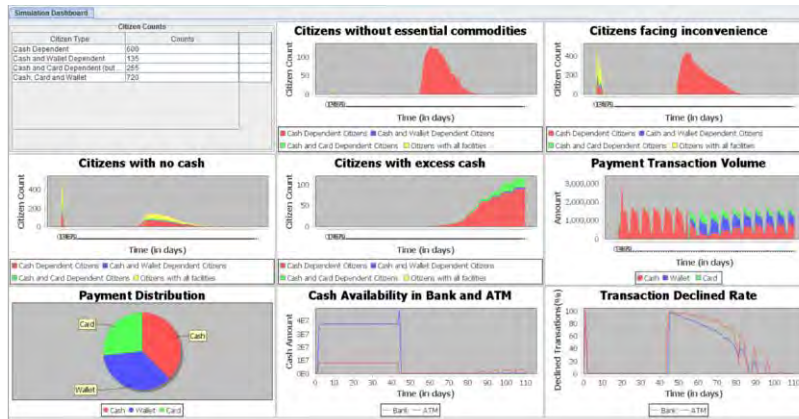 Simulation Dashboard
Citizen Counts
Citizen Type Counts
Cash Dependent 600
Cash and Wallet Dependent 135
Cash and Card Dependent (but... 255
Cash, Card and Wallet 720
Citizens without essential commodities
Citizen Count
100
50
0
Time (in days)
Cash Dependent Citizens Cash and Wallet Dependent Citizens
Cash and Card Dependent Citizens Citizens with all facilities
Citizens facing inconvenience
Citizen Count
400
200
0
Time (in days)
Cash Dependent Citizens Cash and Wallet Dependent Citizens
Cash and Card Dependent Citizens Citizens with all facilities
Citizens with no cash
Citizen Count
400
200
0
Time (in days)
Cash Dependent Citizens Cash and Wallet Dependent Citizens
Cash and Card Dependent Citizens Citizens with all facilities
Citizens with excess cash
Citizen Count
100
50
0
Time (in days)
Cash Dependent Citizens Cash and Wallet Dependent Citizens
Cash and Card Dependent Citizens Citizens with all facilities
Payment Transaction Volume
Amount
3,000,000
2,000,000
1,000,000
0
Time (in days)
Cash Wallet Card
Payment Distribution
Card
Cash
Wallet
Cash Wallet Card
Cash Availability in Bank and ATM
Cash Amount
4E7
3E7
2E7
1E7
0E0
0 10 20 30 40 50 60 70 80 90 100 110
Time (in days)
Bank ATM
Transaction Declined Rate
Declined Transations(%)
100
80
60
40
20
0
0 10 20 30 40 50 60 70 80 90 100 110
Time (in days)
Bank ATM